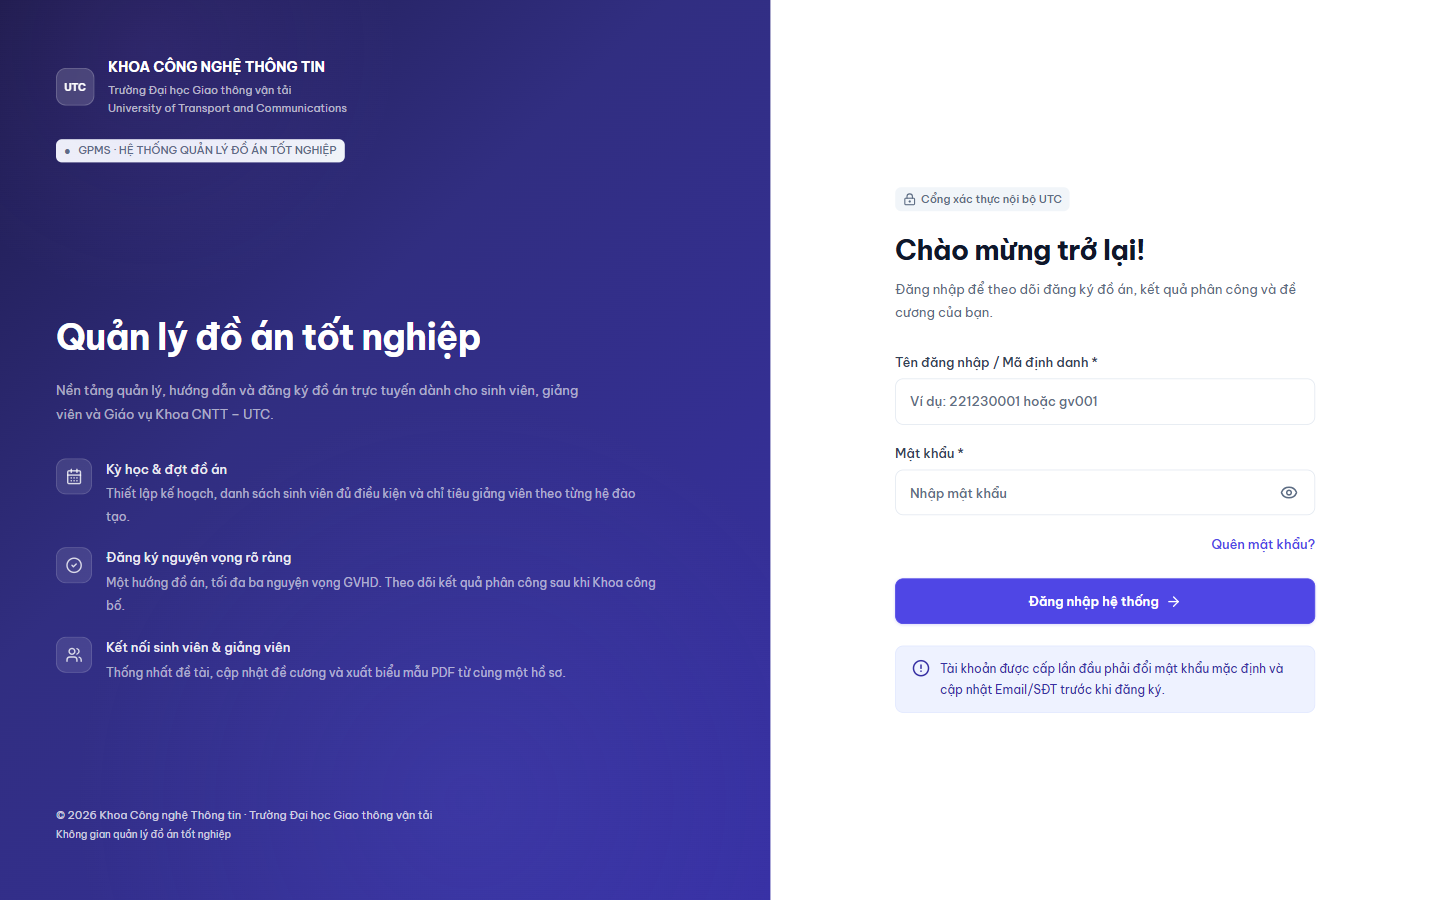 UTC
KHOA CÔNG NGHỆ THÔNG TIN
Trường Đại học Giao thông vận tải
University of Transport and Communications
GPMS · HỆ THỐNG QUẢN LÝ ĐỒ ÁN TỐT NGHIỆP
Quản lý đồ án tốt nghiệp
Nền tảng quản lý, hướng dẫn và đăng ký đồ án trực tuyến dành cho sinh viên, giảng
viên và Giáo vụ Khoa CNTT – UTC.
Kỳ học & đợt đồ án
Thiết lập kế hoạch, danh sách sinh viên đủ điều kiện và chỉ tiêu giảng viên theo từng hệ đào
tạo.
Đăng ký nguyện vọng rõ ràng
Một hướng đồ án, tối đa ba nguyện vọng GVHD. Theo dõi kết quả phân công sau khi Khoa công
bố.
Kết nối sinh viên & giảng viên
Thống nhất đề tài, cập nhật đề cương và xuất biểu mẫu PDF từ cùng một hồ sơ.
© 2026 Khoa Công nghệ Thông tin · Trường Đại học Giao thông vận tải
Không gian quản lý đồ án tốt nghiệp
Cổng xác thực nội bộ UTC
Chào mừng trở lại!
Đăng nhập để theo dõi đăng ký đồ án, kết quả phân công và đề
cương của bạn.
Tên đăng nhập / Mã định danh *
Ví dụ: 221230001 hoặc gv001
Mật khẩu *
Nhập mật khẩu
Quên mật khẩu?
Đăng nhập hệ thống
Tài khoản được cấp lần đầu phải đổi mật khẩu mặc định và
cập nhật Email/SĐT trước khi đăng ký.